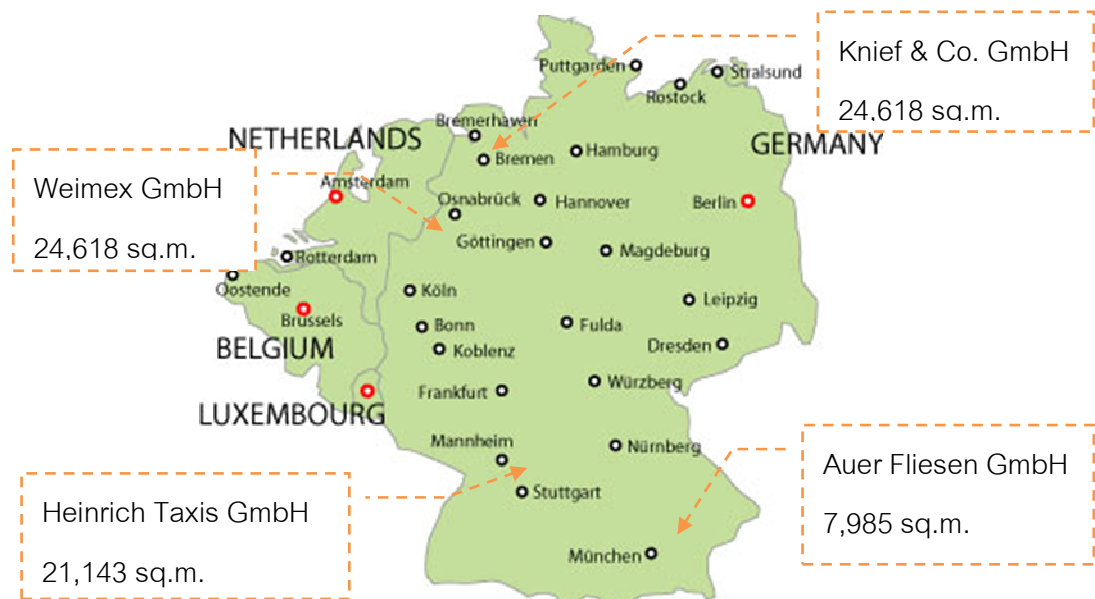 Knief & Co. GmbH
24,618 sq.m.
Puttgarden
Stralsund
Rostock
Bremerhaven
NETHERLANDS
Hamburg
GERMANY
Bremen
Weimex GmbH
24,618 sq.m.
Amsterdam
Osnabrück
Hannover
Berlin
Göttingen
Magdeburg
Rotterdam
Oostende
Köln
Leipzig
Brussels
Bonn
Fulda
BELGIUM
Koblenz
Dresden
Frankfurt
Würzberg
LUXEMBOURG
Mannheim
Nürnberg
Auer Fliesen GmbH
7,985 sq.m.
Heinrich Taxis GmbH
21,143 sq.m.
Stuttgart
München